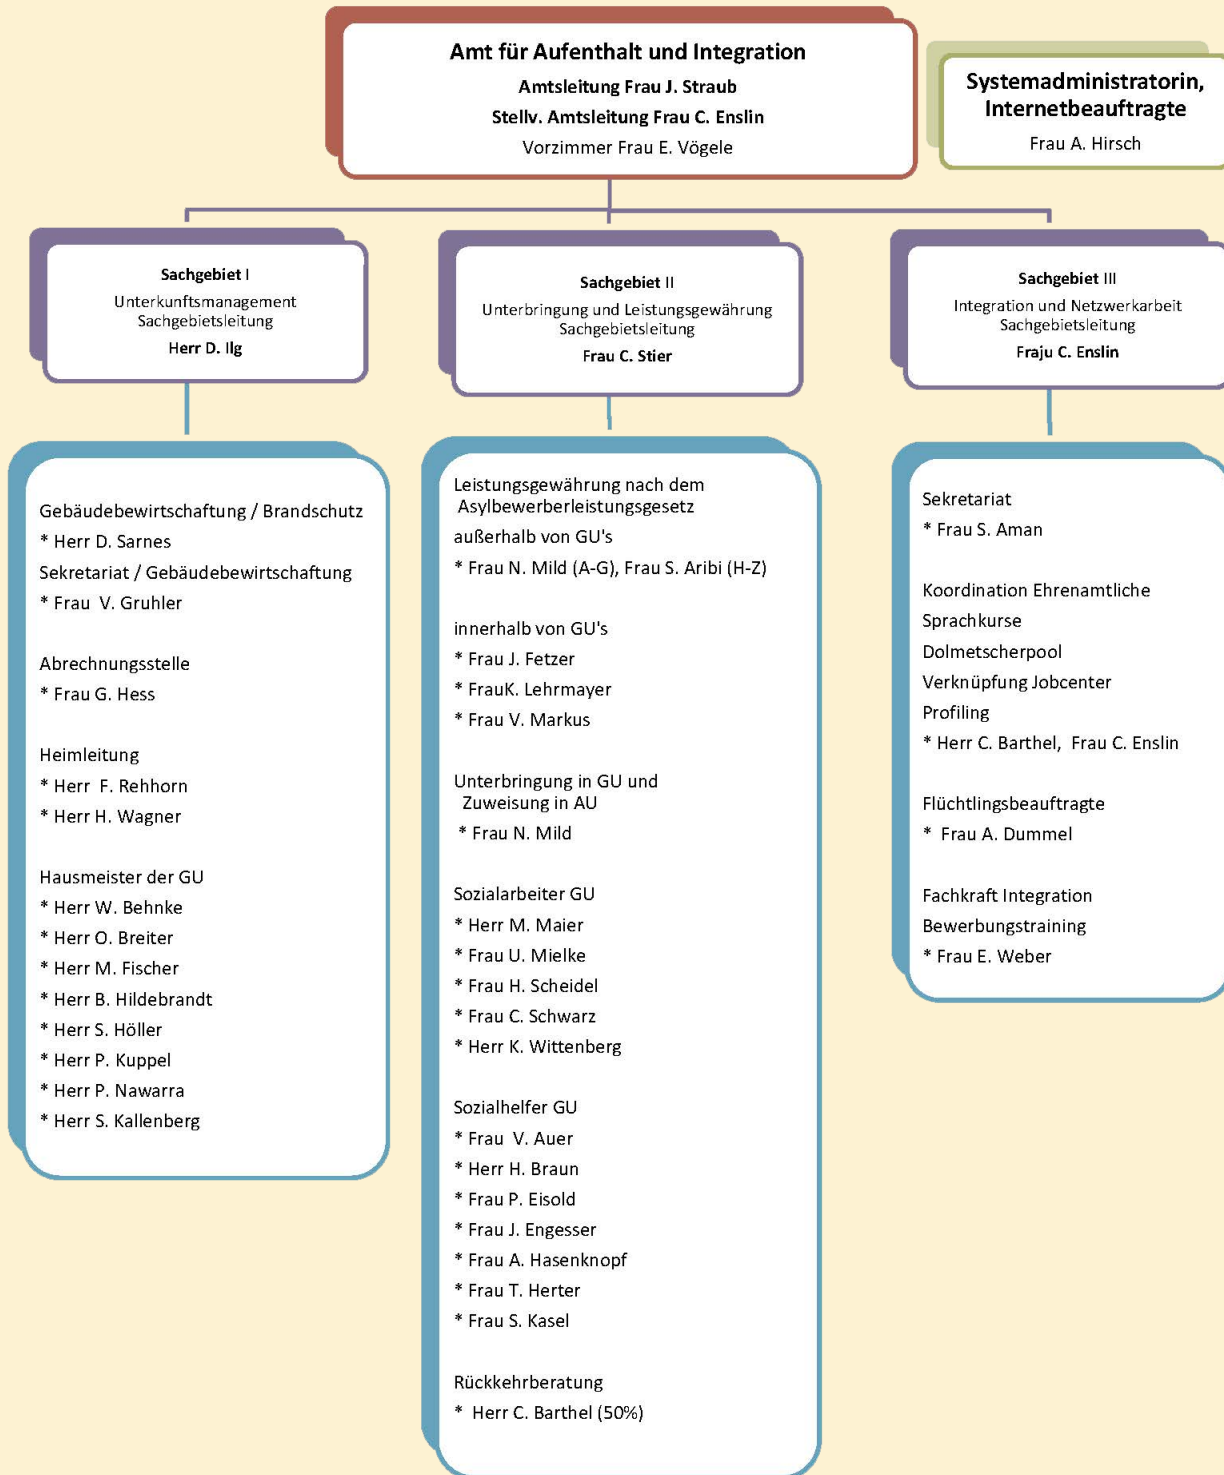 Amt für Aufenthalt und Integration
Amtsleitung Frau J. Straub
Stellv. Amtsleitung Frau C. Enslin
Vorzimmer Frau E. Vögele
Systemadministratorin,
Internetbeauftragte
Frau A. Hirsch
Sachgebiet I
Unterkunftsmanagement
Sachgebietsleitung
Herr D. Ilg
Sachgebiet II
Unterbringung und Leistungsgewährung
Sachgebietsleitung
Frau C. Stier
Sachgebiet III
Integration und Netzwerkarbeit
Sachgebietsleitung
Fraju C. Enslin
Gebäudebewirtschaftung / Brandschutz
* Herr D. Sarnes
Sekretariat / Gebäudebewirtschaftung
* Frau V. Gruhler
Abrechnungsstelle
* Frau G. Hess
Heimleitung
* Herr F. Rehhorn
* Herr H. Wagner
Hausmeister der GU
* Herr W. Behnke
* Herr O. Breiter
* Herr M. Fischer
* Herr B. Hildebrandt
* Herr S. Höller
* Herr P. Kuppel
* Herr P. Nawarra
* Herr S. Kallenberg
Leistungsgewährung nach dem
Asylbewerberleistungsgesetz
außerhalb von GU's
* Frau N. Mild (A-G), Frau S. Aribi (H-Z)
innerhalb von GU's
* Frau J. Fetzer
* FrauK. Lehrmayer
* Frau V. Markus
Unterbringung in GU und
Zuweisung in AU
* Frau N. Mild
Sozialarbeiter GU
* Herr M. Maier
* Frau U. Mielke
* Frau H. Scheidel
* Frau C. Schwarz
* Herr K. Wittenberg
Sozialhelfer GU
* Frau V. Auer
* Herr H. Braun
* Frau P. Eisold
* Frau J. Engesser
* Frau A. Hasenknopf
* Frau T. Herter
* Frau S. Kasel
Rückkehrberatung
* Herr C. Barthel (50%)
Sekretariat
* Frau S. Aman
Koordination Ehrenamtliche
Sprachkurse
Dolmetscherpool
Verknüpfung Jobcenter
Profiling
* Herr C. Barthel, Frau C. Enslin
Flüchtlingsbeauftragte
* Frau A. Dummel
Fachkraft Integration
Bewerbungstraining
* Frau E. Weber